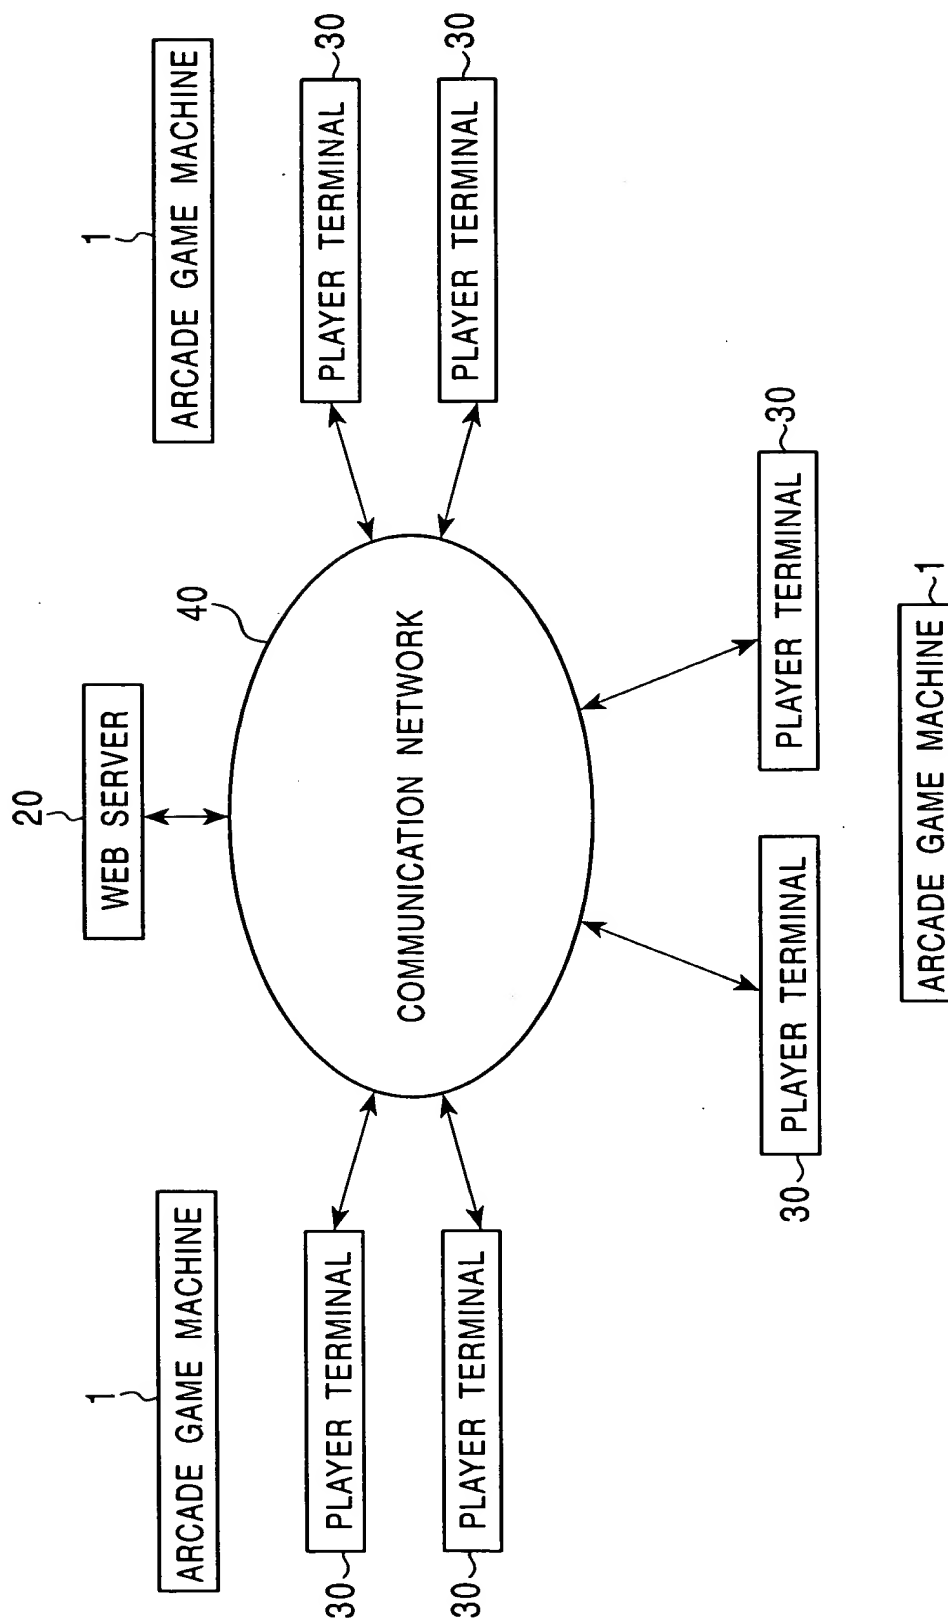 20
WEB SERVER
1
ARCADE GAME MACHINE
1
ARCADE GAME MACHINE
40
COMMUNICATION NETWORK
30
PLAYER TERMINAL
PLAYER TERMINAL
30
30
PLAYER TERMINAL
PLAYER TERMINAL
30
30
PLAYER TERMINAL
PLAYER TERMINAL
30
ARCADE GAME MACHINE
1